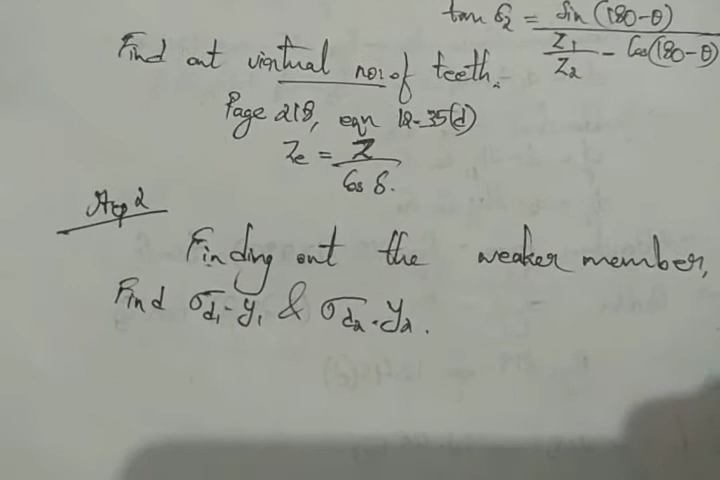 tan δ₂ = Sin (180-θ) / (Z₁/Z₂ - Cos(180-θ)
Find out virtual no: of teeth.
Page 218, eqn 12-35(d)
Ze = Z / Cos δ.
Step 2
Finding out the weaker member,
Find σd₁·y₁ & σd₂·y₂.